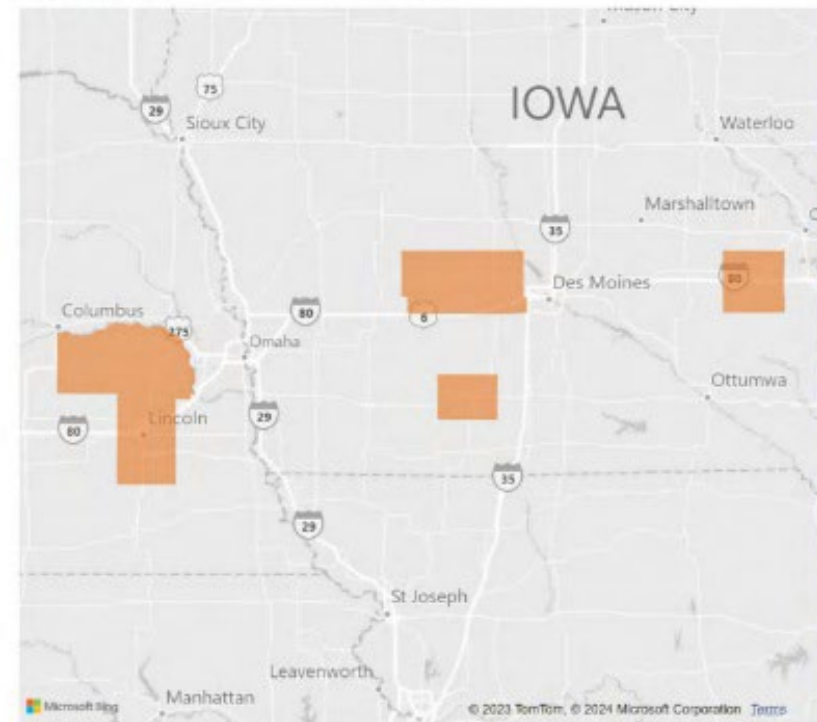 75
29
Sioux City
IOWA
Waterloo
Marshalltown
35
80
Des Moines
Columbus
275
80
6
Omaha
Ottumwa
Lincoln
80
29
35
29
St Joseph
Leavenworth
Manhattan
Microsoft Bing
© 2023 TomTom, © 2024 Microsoft Corporation Terms